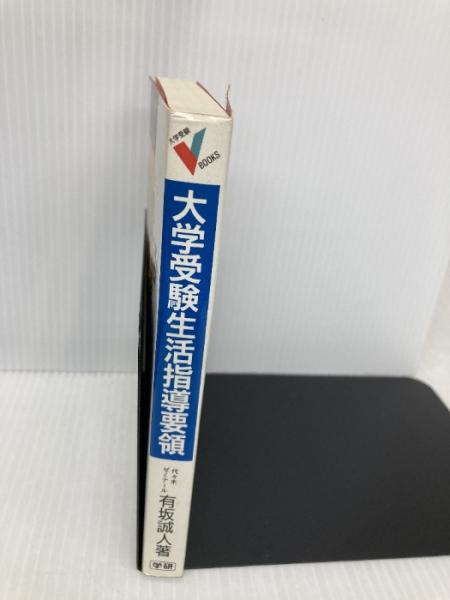 大学受験
V
BOOKS
大学受験生活指導要領
代々木
ゼミナール
有坂誠人著
学研